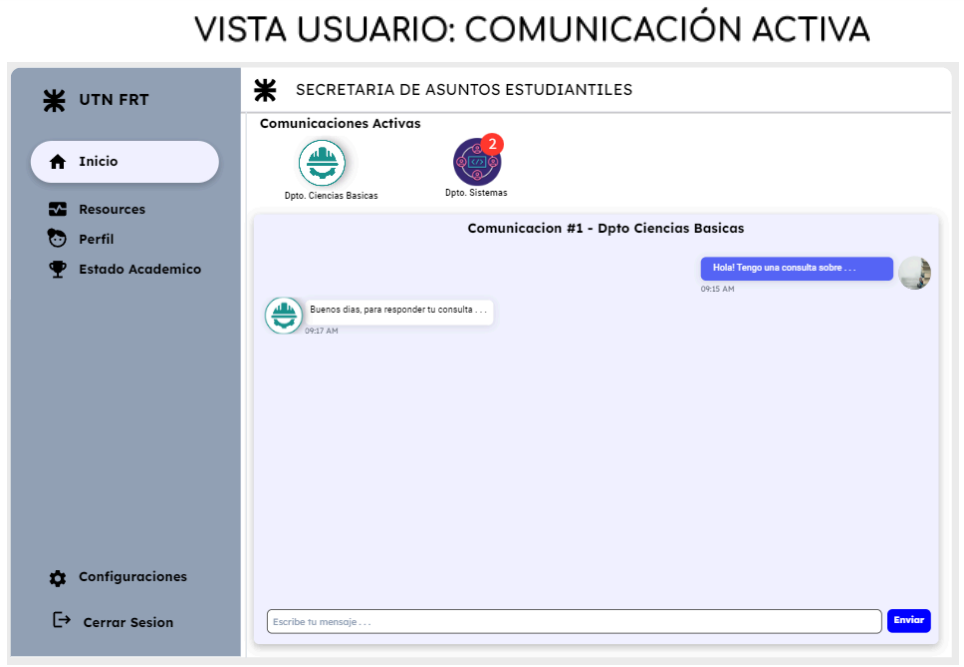 VISTA USUARIO: COMUNICACIÓN ACTIVA
UTN FRT
Inicio
Resources
Perfil
Estado Academico
Configuraciones
Cerrar Sesion
SECRETARIA DE ASUNTOS ESTUDIANTILES
Comunicaciones Activas
2
Dpto. Ciencias Basicas
Dpto. Sistemas
Comunicacion #1 - Dpto Ciencias Basicas
Hola! Tengo una consulta sobre . . .
09:15 AM
Buenos dias, para responder tu consulta . . .
09:17 AM
Escribe tu mensaje . . .
Enviar